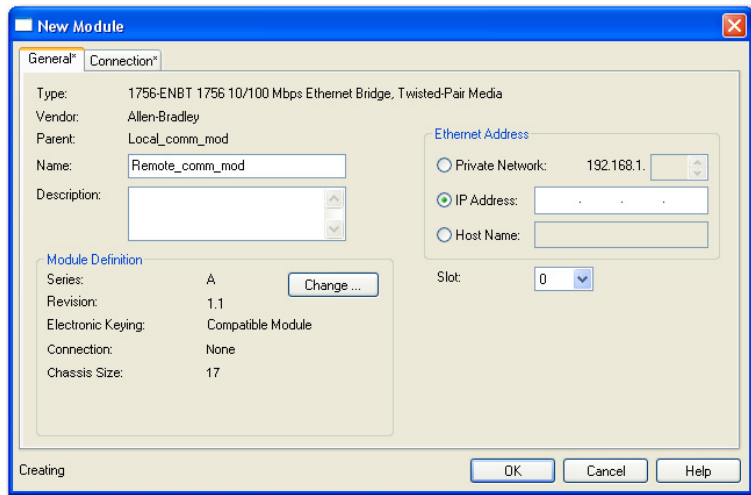 New Module
General* Connection*
Type: 1756-ENBT 1756 10/100 Mbps Ethernet Bridge, Twisted-Pair Media
Vendor: Allen-Bradley
Parent: Local_comm_mod
Name: Remote_comm_mod
Description:
Module Definition
Series: A Change ...
Revision: 1.1
Electronic Keying: Compatible Module
Connection: None
Chassis Size: 17
Ethernet Address
Private Network: 192.168.1.
IP Address: . . .
Host Name:
Slot: 0
Creating OK Cancel Help